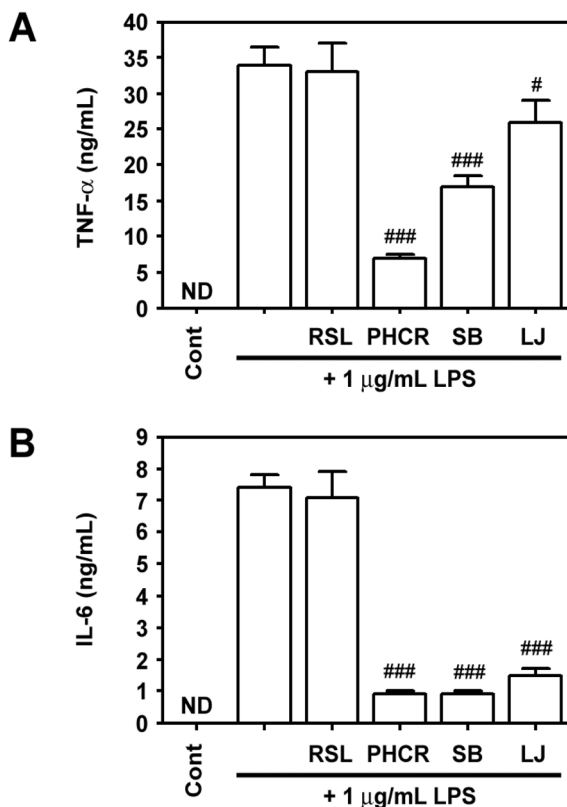 A
TNF-α (ng/mL)
40
35
30
25
20
15
10
5
0
ND
###
###
#
Cont
RSL PHCR SB LJ
+ 1 μg/mL LPS
B
IL-6 (ng/mL)
9
8
7
6
5
4
3
2
1
0
ND
### ### ###
Cont
RSL PHCR SB LJ
+ 1 μg/mL LPS